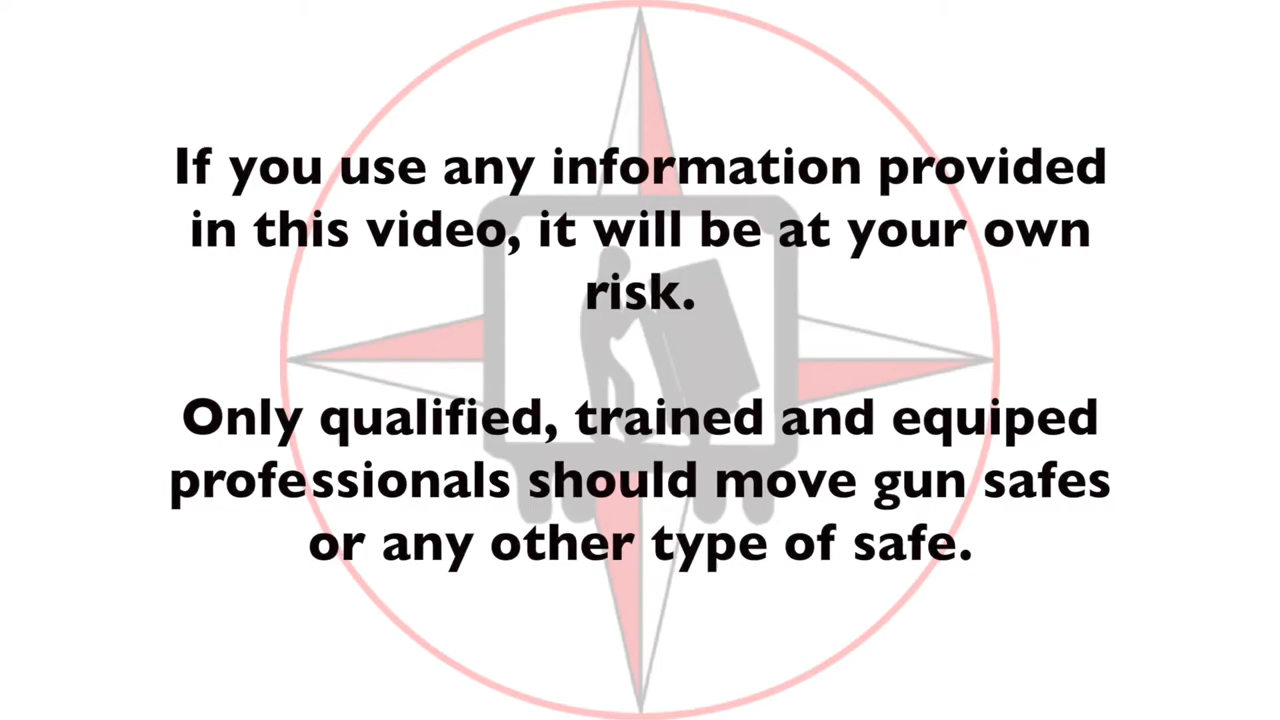 If you use any information provided
in this video, it will be at your own
risk.
Only qualified, trained and equiped
professionals should move gun safes
or any other type of safe.